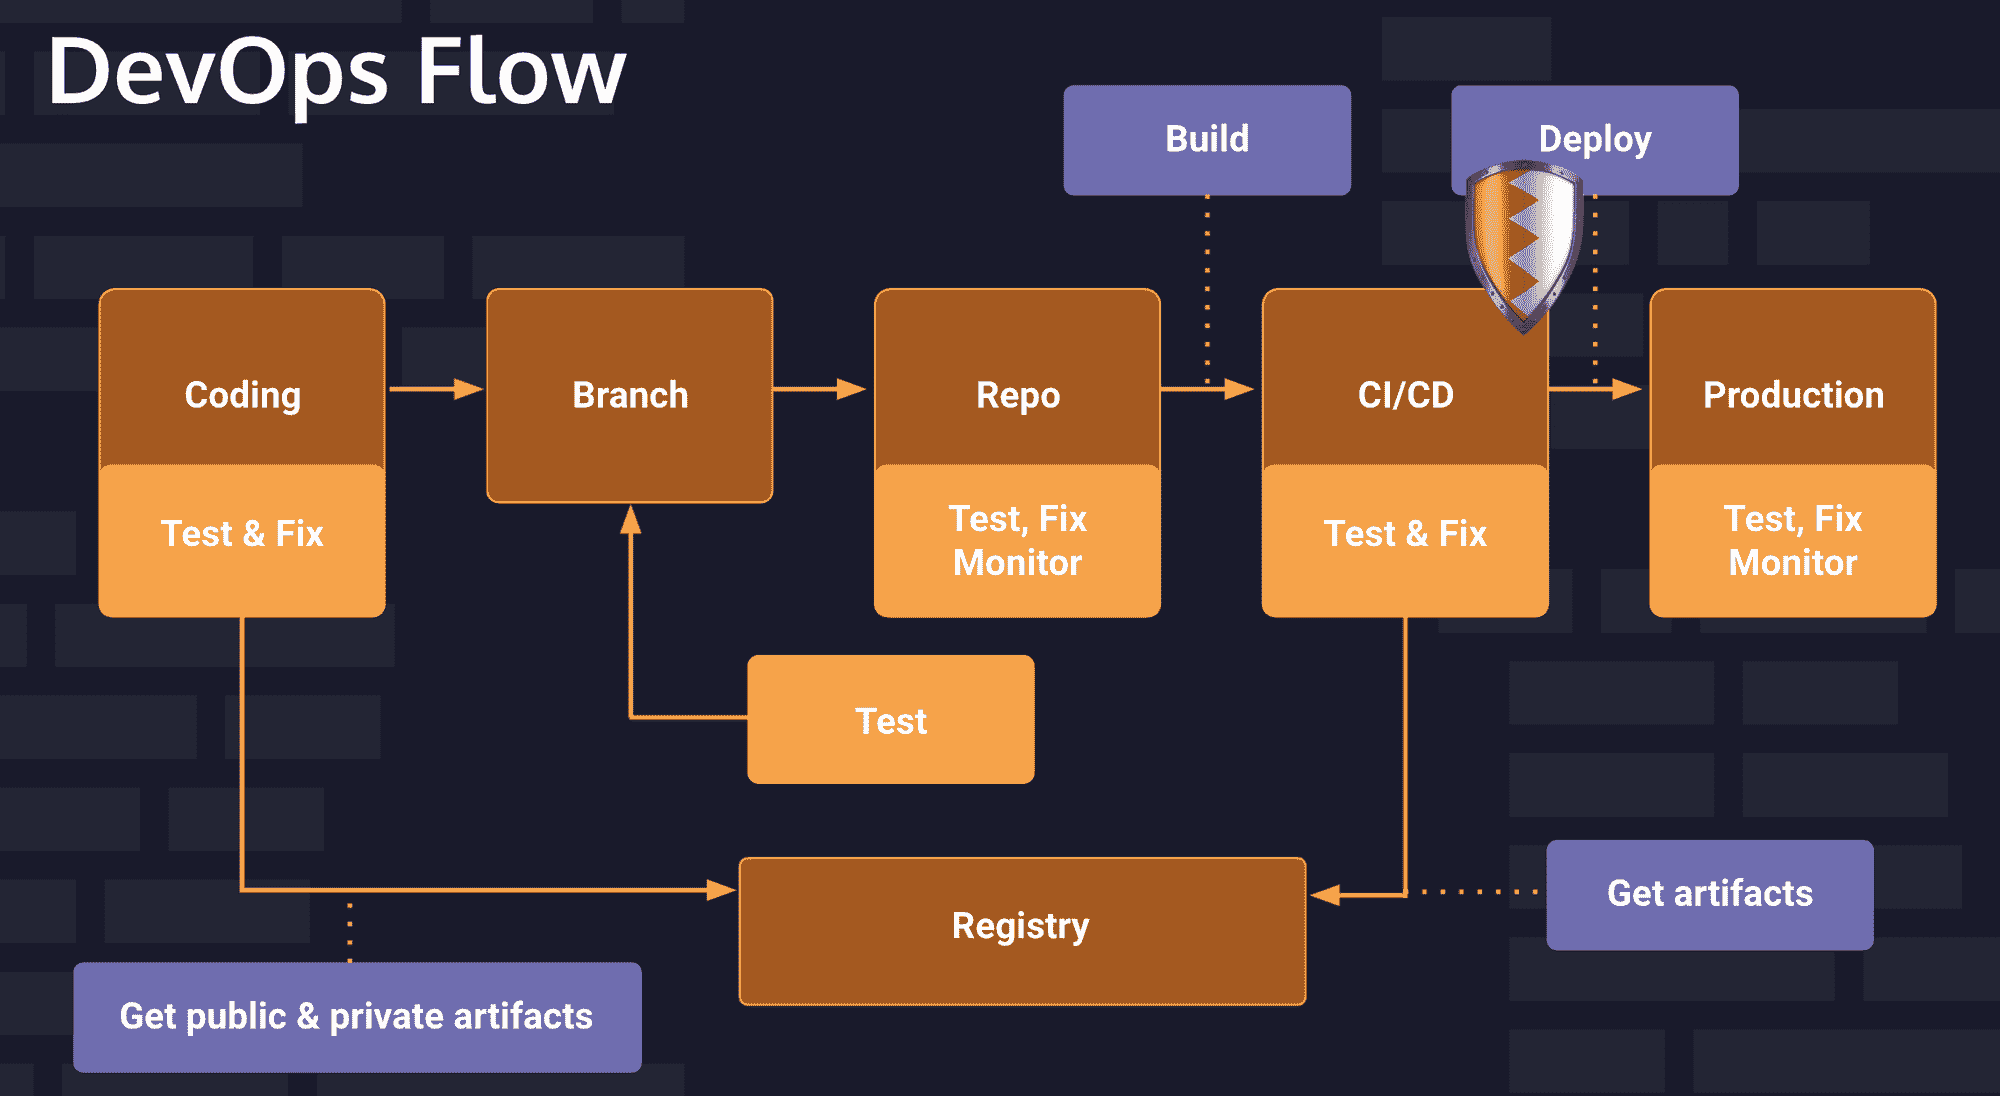 DevOps Flow
Build
Deploy
Coding
Branch
Repo
CI/CD
Production
Test & Fix
Test, Fix
Monitor
Test & Fix
Test, Fix
Monitor
Test
Get artifacts
Registry
Get public & private artifacts